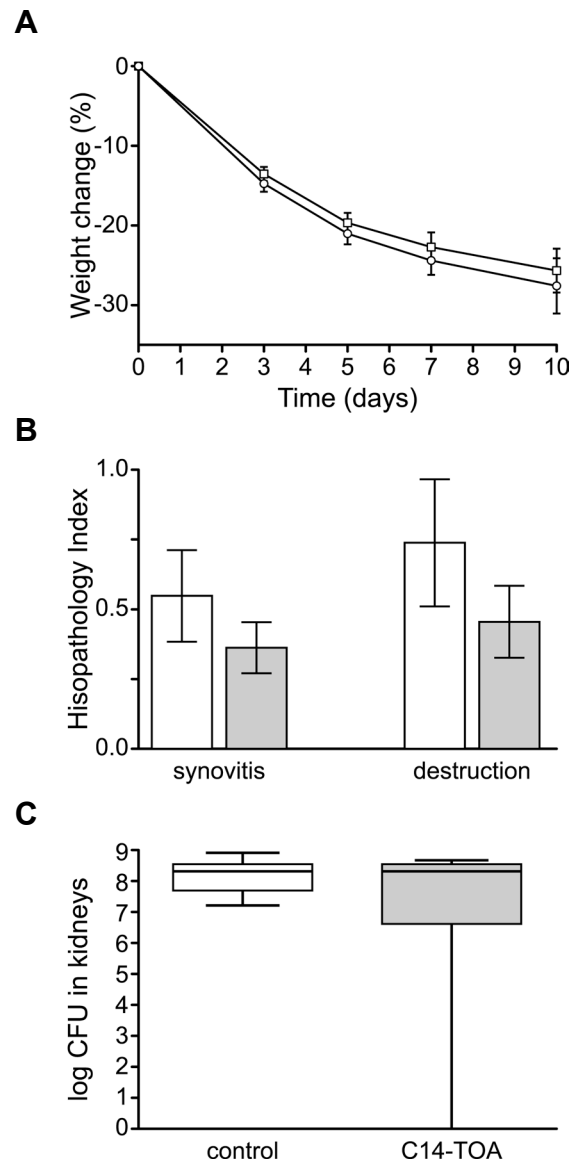 A
Weight change (%)
0
-10
-20
-30
0 1 2 3 4 5 6 7 8 9 10
Time (days)
B
Hisopathology Index
1.0
0.5
0.0
synovitis destruction
C
log CFU in kidneys
9
8
7
6
5
4
3
2
1
0
control C14-TOA